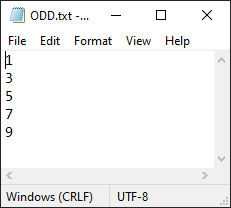 ODD.txt -...
File Edit Format View Help
1
3
5
7
9
Windows (CRLF) UTF-8